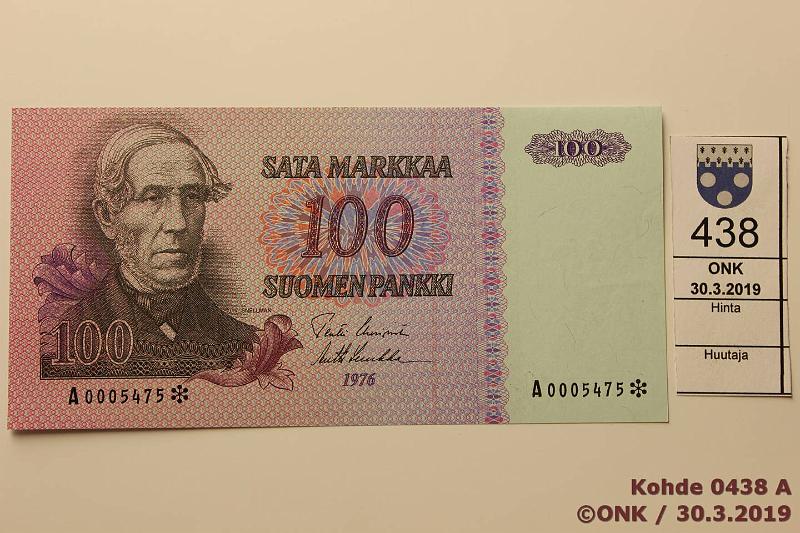 SATA MARKKAA
100
100
SUOMEN PANKKI
SNELLMAN
100
1976
A0005475*
A0005475*
438
ONK
30.3.2019
Hinta
Huutaja
Kohde 0438 A
©ONK / 30.3.2019